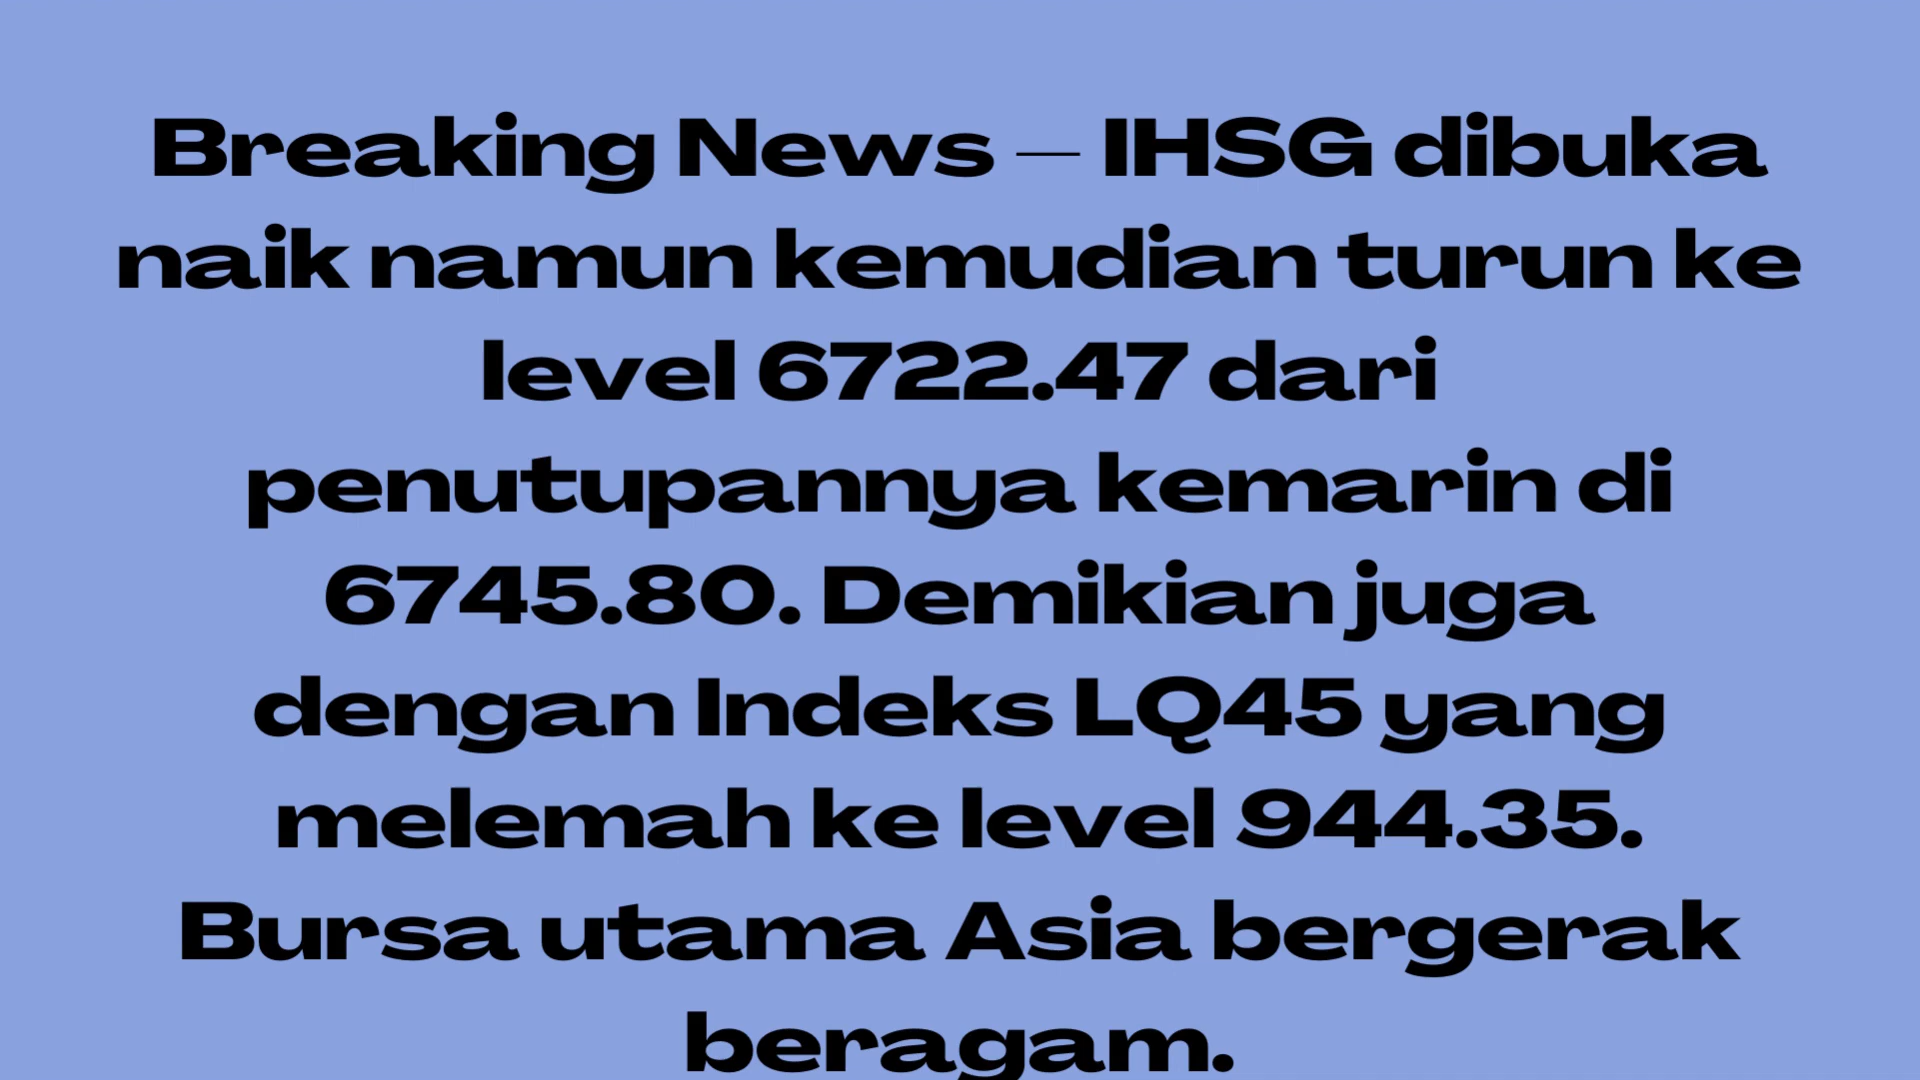 Breaking News — IHSG dibuka
naik namun kemudian turun ke
level 6722.47 dari
penutupannya kemarin di
6745.80. Demikian juga
dengan Indeks LQ45 yang
melemah ke level 944.35.
Bursa utama Asia bergerak
beragam.